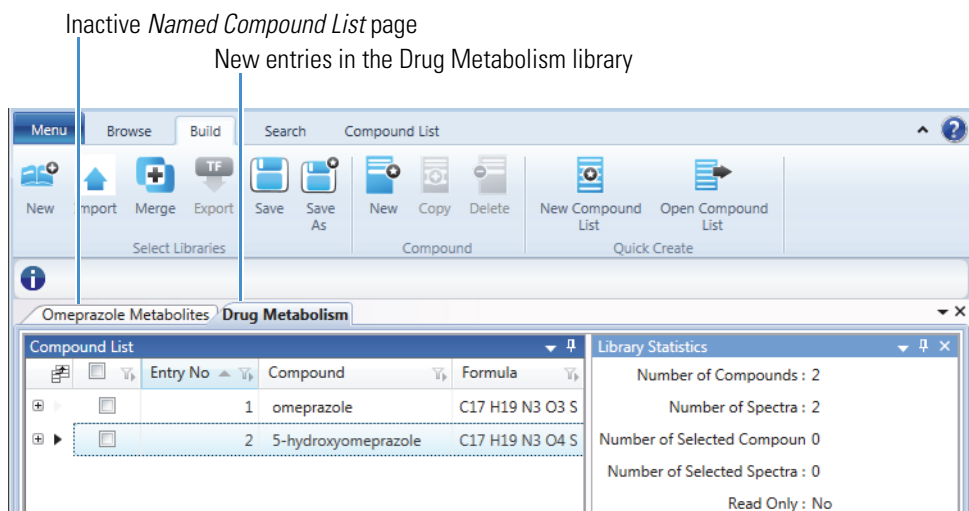 Inactive Named Compound List page
New entries in the Drug Metabolism library
Menu Browse Build Search Compound List
TF
New Import Merge Export Save Save As New Copy Delete New Compound List Open Compound List
Select Libraries Compound Quick Create
Omeprazole Metabolites Drug Metabolism
Compound List Library Statistics
Entry No Compound Formula
Number of Compounds : 2
1 omeprazole C17 H19 N3 O3 S
Number of Spectra : 2
2 5-hydroxyomeprazole C17 H19 N3 O4 S
Number of Selected Compoun 0
Number of Selected Spectra : 0
Read Only : No